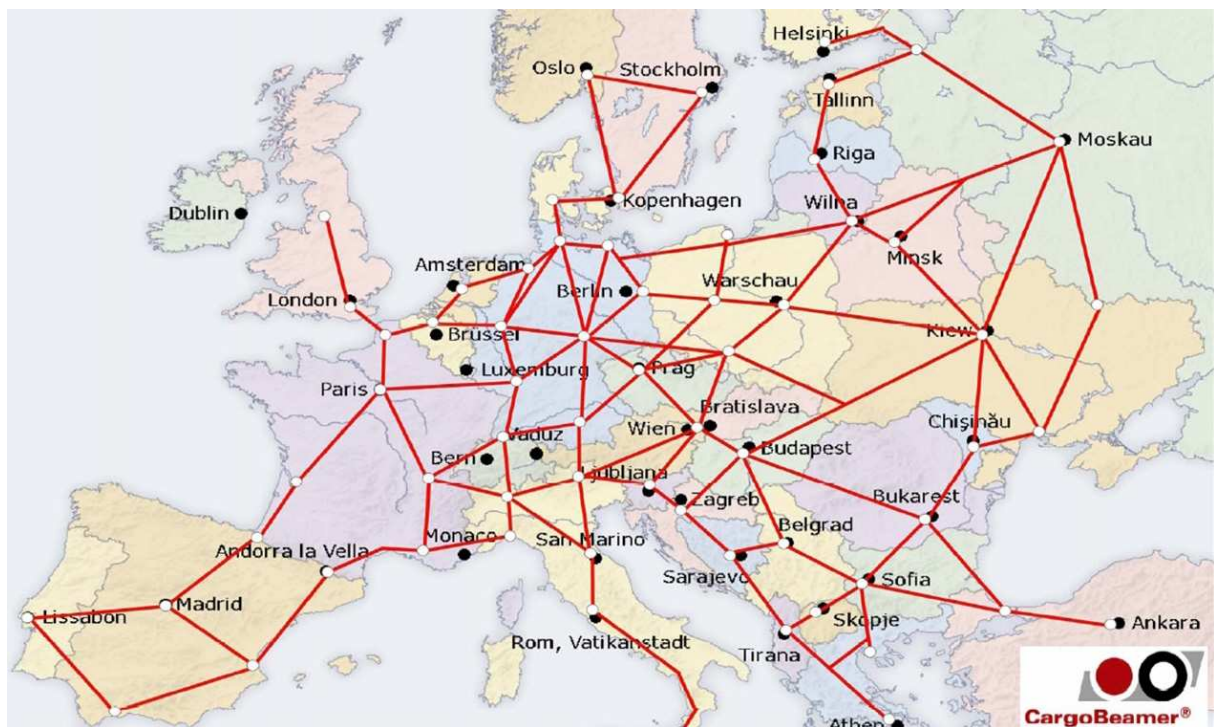 Helsinki
Oslo
Stockholm
Tallinn
Moskau
Riga
Dublin
Kopenhagen
Wilna
Minsk
Amsterdam
Berlin
Warschau
London
Brüssel
Kiew
Luxemburg
Prag
Paris
Bratislava
Wien
Chişinău
Vaduz
Budapest
Bern
Ljubljana
Zagreb
Bukarest
Belgrad
Monaco
San Marino
Andorra la Vella
Sarajevo
Sofia
Madrid
Lissabon
Skopje
Ankara
Rom, Vatikanstadt
Tirana
Athen
CargoBeamer®